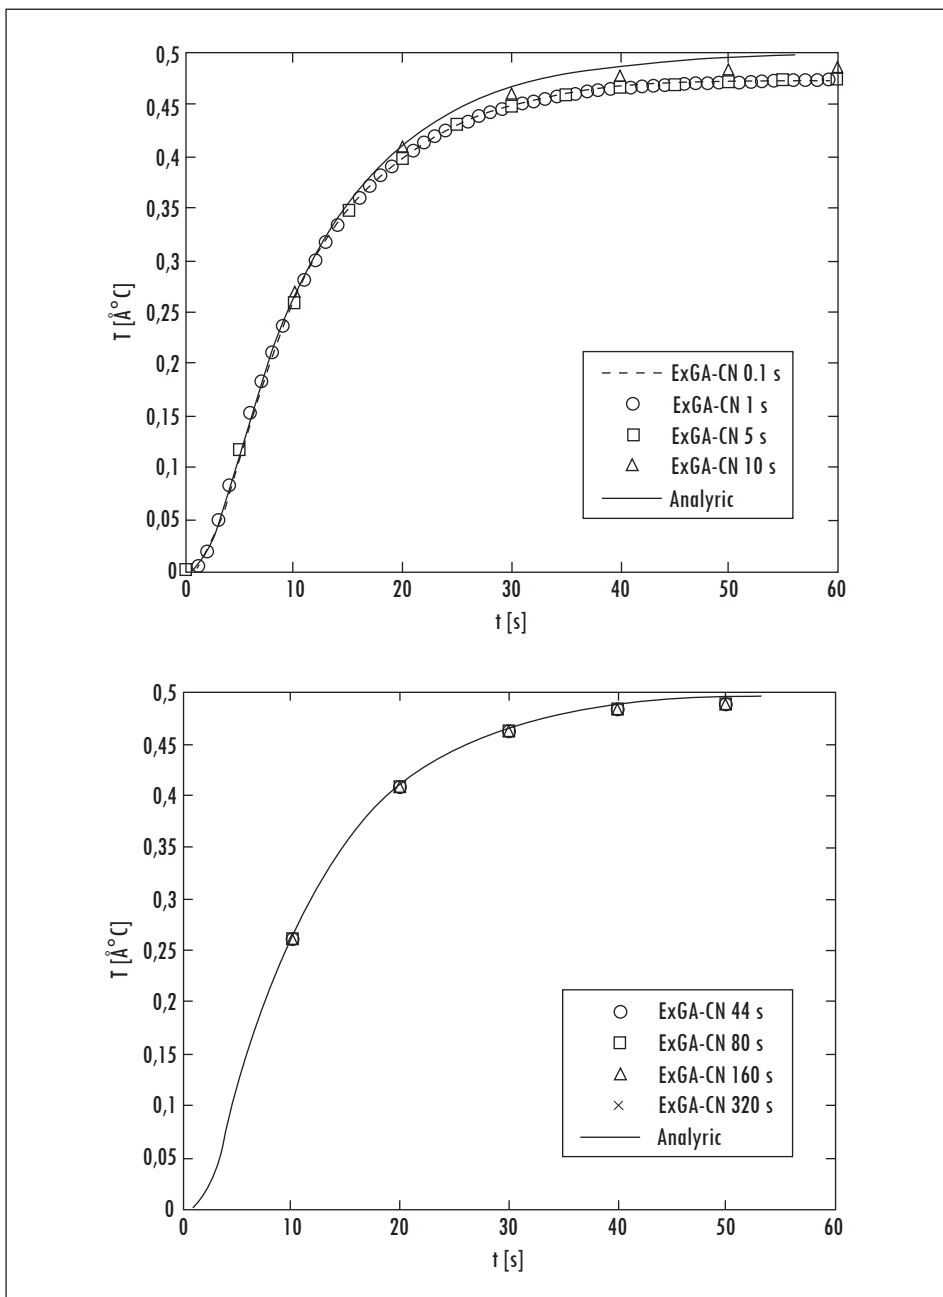 0,5
0,45
0,4
0,35
0,3
0,25
0,2
0,15
0,1
0,05
0
T [Å°C]
0 10 20 30 40 50 60
t [s]
ExGA-CN 0.1 s
ExGA-CN 1 s
ExGA-CN 5 s
ExGA-CN 10 s
Analyric
0,5
0,45
0,4
0,35
0,3
0,25
0,2
0,15
0,1
0,05
0
T [Å°C]
0 10 20 30 40 50 60
t [s]
ExGA-CN 44 s
ExGA-CN 80 s
ExGA-CN 160 s
ExGA-CN 320 s
Analyric